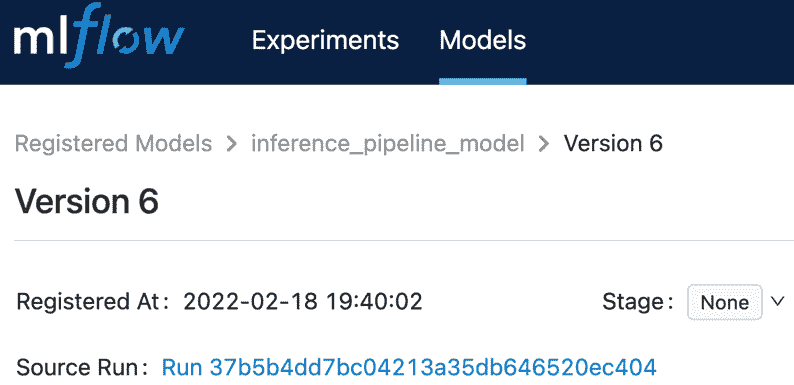 mlflow Experiments Models
Registered Models > inference_pipeline_model > Version 6
Version 6
Registered At: 2022-02-18 19:40:02 Stage: None
Source Run: Run 37b5b4dd7bc04213a35db646520ec404